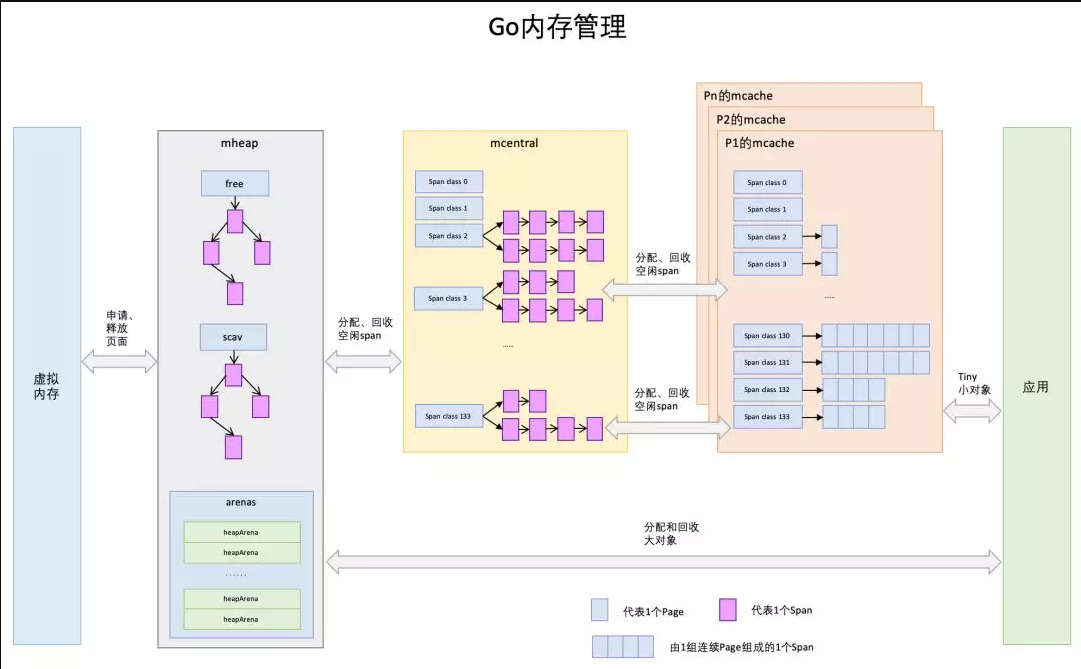 Go内存管理
虚拟
内存
申请、
释放
页面
mheap
free
scav
arenas
heapArena
heapArena
......
heapArena
heapArena
分配、回收
空闲span
mcentral
Span class 0
Span class 1
Span class 2
Span class 3
......
Span class 133
分配、回收
空闲span
分配、回收
空闲span
Pn的mcache
P2的mcache
P1的mcache
Span class 0
Span class 1
Span class 2
Span class 3
......
Span class 130
Span class 131
Span class 132
Span class 133
Tiny
小对象
应用
分配和回收
大对象
代表1个Page
代表1个Span
由1组连续Page组成的1个Span